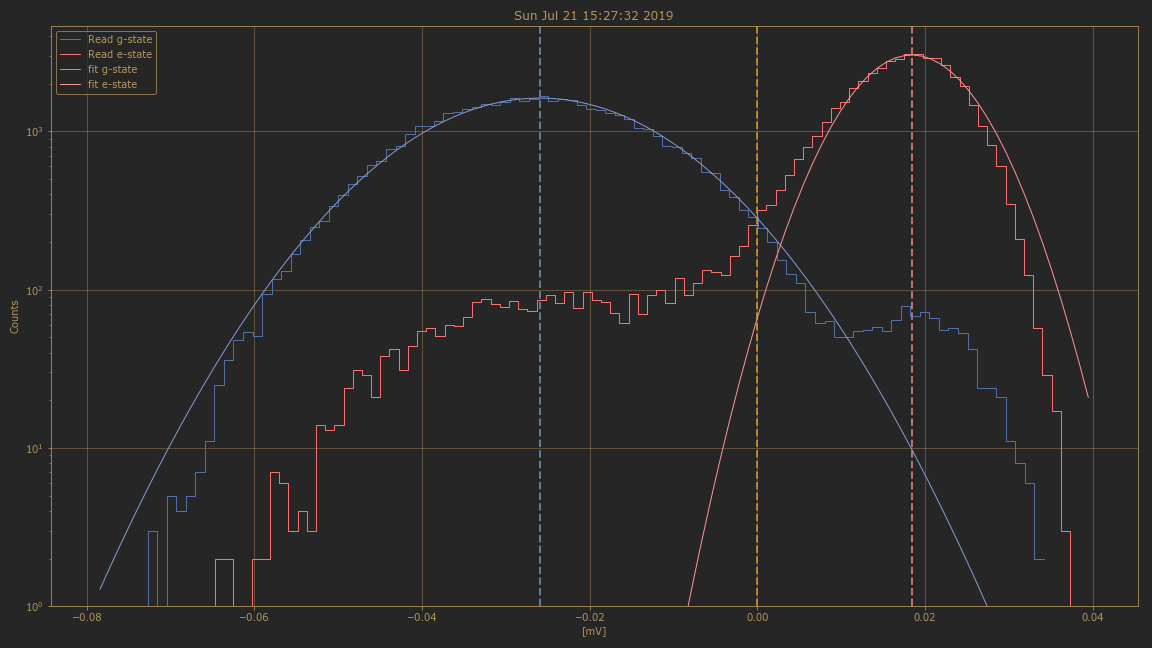 Sun Jul 21 15:27:32 2019
Read g-state
Read e-state
fit g-state
fit e-state
10³
10²
10¹
10⁰
Counts
−0.08 −0.06 −0.04 −0.02 0.00 0.02 0.04
[mV]